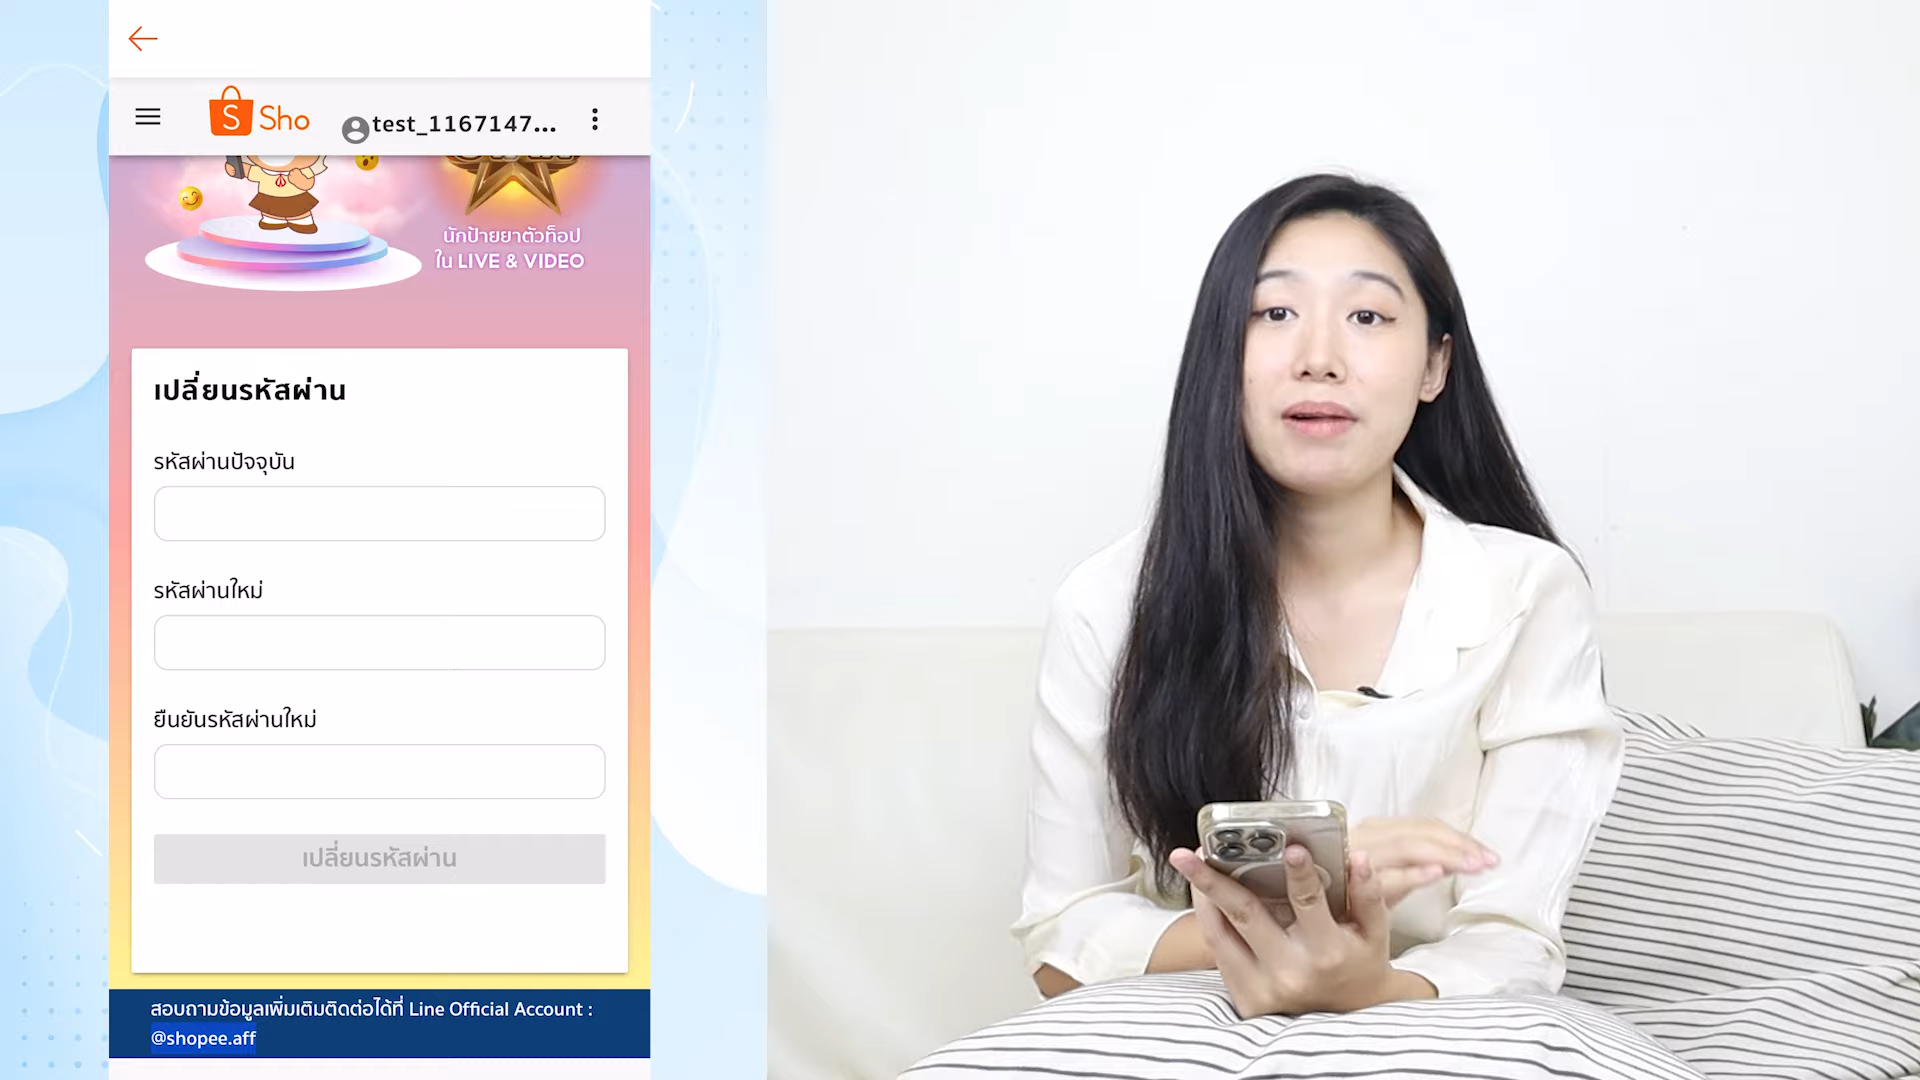 S Sho
test_1167147...
นักป้ายยาตัวท็อป
ใน LIVE & VIDEO
เปลี่ยนรหัสผ่าน
รหัสผ่านปัจจุบัน
รหัสผ่านใหม่
ยืนยันรหัสผ่านใหม่
เปลี่ยนรหัสผ่าน
สอบถามข้อมูลเพิ่มเติมติดต่อได้ที่ Line Official Account :
@shopee.aff